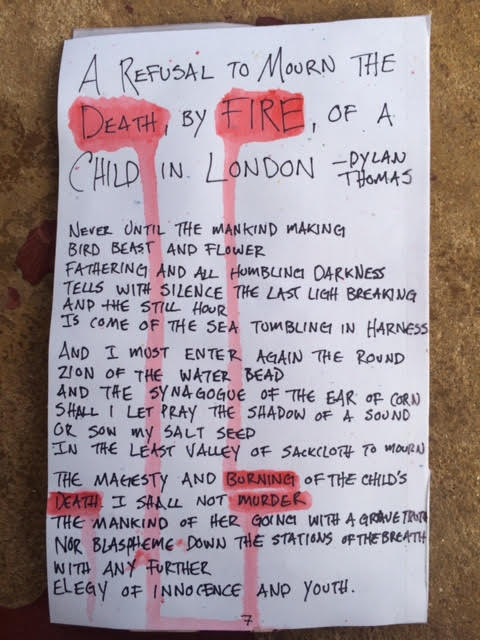 A REFUSAL TO MOURN THE
DEATH, BY FIRE, OF A
CHILD IN LONDON -DYLAN
THOMAS
NEVER UNTIL THE MANKIND MAKING
BIRD BEAST AND FLOWER
FATHERING AND ALL HUMBLING DARKNESS
TELLS WITH SILENCE THE LAST LIGH BREAKING
AND THE STILL HOUR
IS COME OF THE SEA TUMBLING IN HARNESS
AND I MUST ENTER AGAIN THE ROUND
ZION OF THE WATER BEAD
AND THE SYNAGOGUE OF THE EAR OF CORN
SHALL I LET PRAY THE SHADOW OF A SOUND
OR SOW MY SALT SEED
IN THE LEAST VALLEY OF SACKCLOTH TO MOURN
THE MAGESTY AND BURNING OF THE CHILD'S
DEATH. I SHALL NOT MURDER
THE MANKIND OF HER GOING WITH A GRAVE TRUTH
NOR BLASPHEME DOWN THE STATIONS OF THE BREATH
WITH ANY FURTHER
ELEGY OF INNOCENCE AND YOUTH.
7